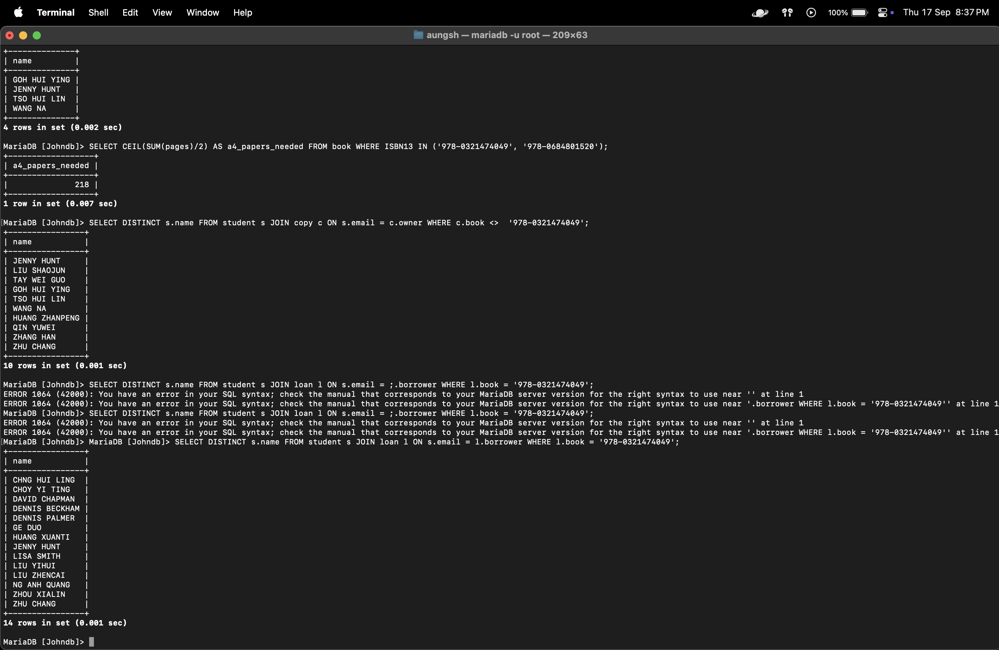 Terminal Shell Edit View Window Help 100% Thu 17 Sep 8:37 PM
aungsh — mariadb -u root — 209×63
+--------------+
| name         |
+--------------+
| GOH HUI YING |
| JENNY HUNT   |
| TSO HUI LIN  |
| WANG NA      |
+--------------+
4 rows in set (0.002 sec)
MariaDB [Johndb]> SELECT CEIL(SUM(pages)/2) AS a4_papers_needed FROM book WHERE ISBN13 IN ('978-0321474049', '978-0684801520');
+------------------+
| a4_papers_needed |
+------------------+
|              218 |
+------------------+
1 row in set (0.007 sec)
[MariaDB [Johndb]> SELECT DISTINCT s.name FROM student s JOIN copy c ON s.email = c.owner WHERE c.book <>  '978-0321474049';
+----------------+
| name           |
+----------------+
| JENNY HUNT     |
| LIU SHAOJUN    |
| TAY WEI GUO    |
| GOH HUI YING   |
| TSO HUI LIN    |
| WANG NA        |
| HUANG ZHANPENG |
| QIN YUWEI      |
| ZHANG HAN      |
| ZHU CHANG      |
+----------------+
10 rows in set (0.001 sec)
MariaDB [Johndb]> SELECT DISTINCT s.name FROM student s JOIN loan l ON s.email = ;.borrower WHERE l.book = '978-0321474049';
ERROR 1064 (42000): You have an error in your SQL syntax; check the manual that corresponds to your MariaDB server version for the right syntax to use near '' at line 1
ERROR 1064 (42000): You have an error in your SQL syntax; check the manual that corresponds to your MariaDB server version for the right syntax to use near '.borrower WHERE l.book = '978-0321474049'' at line 1
MariaDB [Johndb]> SELECT DISTINCT s.name FROM student s JOIN loan l ON s.email = ;.borrower WHERE l.book = '978-0321474049';
ERROR 1064 (42000): You have an error in your SQL syntax; check the manual that corresponds to your MariaDB server version for the right syntax to use near '' at line 1
ERROR 1064 (42000): You have an error in your SQL syntax; check the manual that corresponds to your MariaDB server version for the right syntax to use near '.borrower WHERE l.book = '978-0321474049'' at line 1
[MariaDB [Johndb]> MariaDB [Johndb]> SELECT DISTINCT s.name FROM student s JOIN loan l ON s.email = l.borrower WHERE l.book = '978-0321474049';
+----------------+
| name           |
+----------------+
| CHNG HUI LING  |
| CHOY YI TING   |
| DAVID CHAPMAN  |
| DENNIS BECKHAM |
| DENNIS PALMER  |
| GE DUO         |
| HUANG XUANTI   |
| JENNY HUNT     |
| LISA SMITH     |
| LIU YIHUI      |
| LIU ZHENCAI    |
| NG ANH QUANG   |
| ZHOU XIALIN    |
| ZHU CHANG      |
+----------------+
14 rows in set (0.001 sec)
MariaDB [Johndb]>